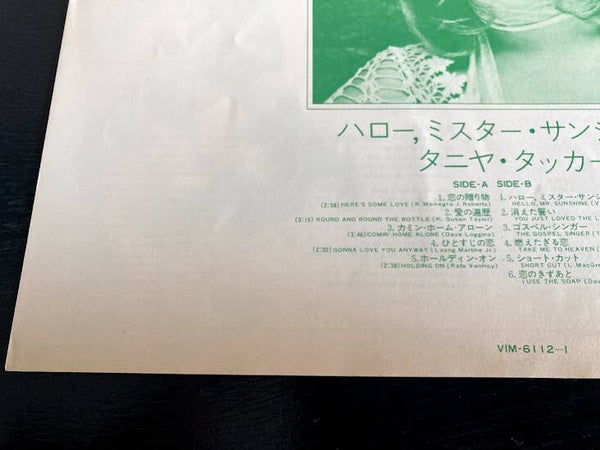 ハロー,ミスター・サンシ
タニヤ・タッカー
SIDE-A SIDE-B
1. 恋の贈り物
(2:58) HERE'S SOME LOVE (R. Mainegra J. Roberts)
2. 愛の遍歴
(3:15) ROUND AND ROUND THE BOTTLE (K. Susan Taylor)
3. カミン・ホーム・アローン
(3:46) COMIN' HOME ALONE (Dave Loggins)
4. ひとすじの恋
(2:02) GONNA LOVE YOU ANYWAY (Layng Martine Jr.)
5. ホールディン・オン
(2:38) HOLDING ON (Rafe Vanhoy)
1. ハロー, ミスター・サンシ
HELLO, MR. SUNSHINE
2. 消えた誓い
YOU JUST LOVED THE
3. ゴスペル・シンガー
THE GOSPEL SINGER
4. 燃えたぎる恋
TAKE ME TO HEAVEN
5. ショート・カット
SHORT CUT (L. MacGre
6. 恋のきずあと
I USE THE SOAP (Dav
VIM-6112-1